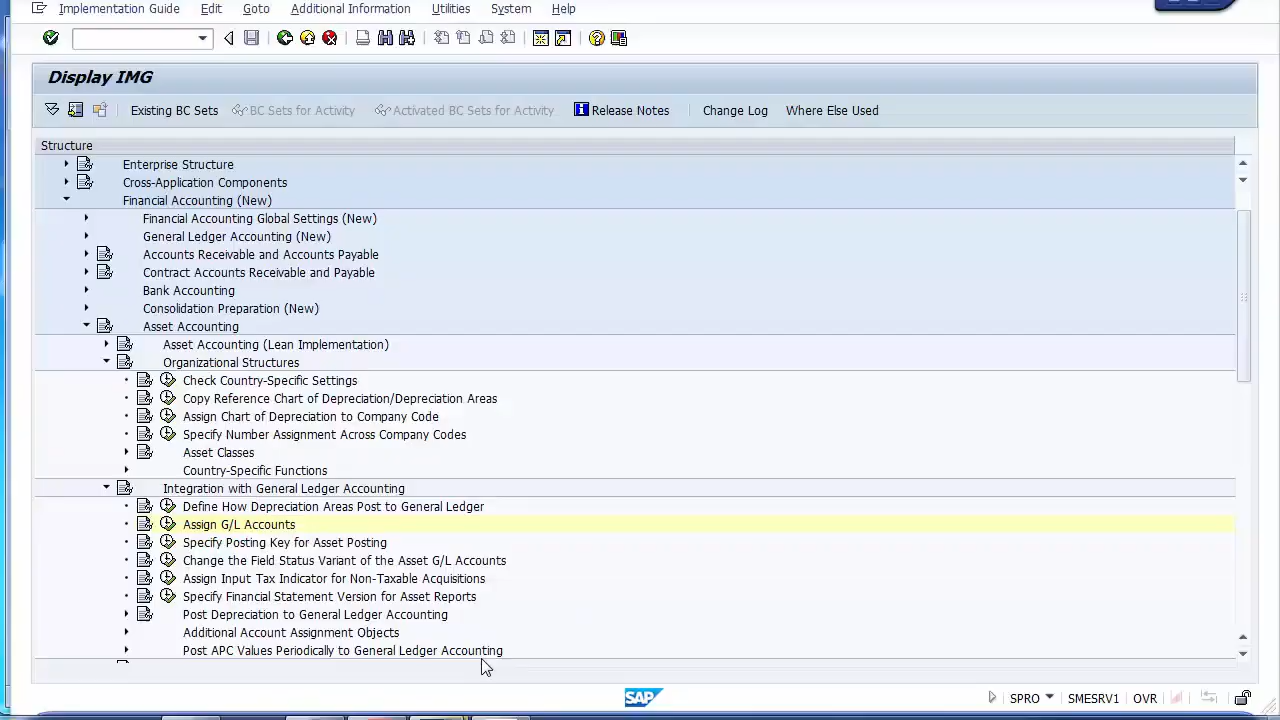 Implementation Guide Edit Goto Additional Information Utilities System Help
Display IMG
Existing BC Sets BC Sets for Activity Activated BC Sets for Activity Release Notes Change Log Where Else Used
Structure
Enterprise Structure
Cross-Application Components
Financial Accounting (New)
Financial Accounting Global Settings (New)
General Ledger Accounting (New)
Accounts Receivable and Accounts Payable
Contract Accounts Receivable and Payable
Bank Accounting
Consolidation Preparation (New)
Asset Accounting
Asset Accounting (Lean Implementation)
Organizational Structures
Check Country-Specific Settings
Copy Reference Chart of Depreciation/Depreciation Areas
Assign Chart of Depreciation to Company Code
Specify Number Assignment Across Company Codes
Asset Classes
Country-Specific Functions
Integration with General Ledger Accounting
Define How Depreciation Areas Post to General Ledger
Assign G/L Accounts
Specify Posting Key for Asset Posting
Change the Field Status Variant of the Asset G/L Accounts
Assign Input Tax Indicator for Non-Taxable Acquisitions
Specify Financial Statement Version for Asset Reports
Post Depreciation to General Ledger Accounting
Additional Account Assignment Objects
Post APC Values Periodically to General Ledger Accounting
SAP SPRO SMESRV1 OVR